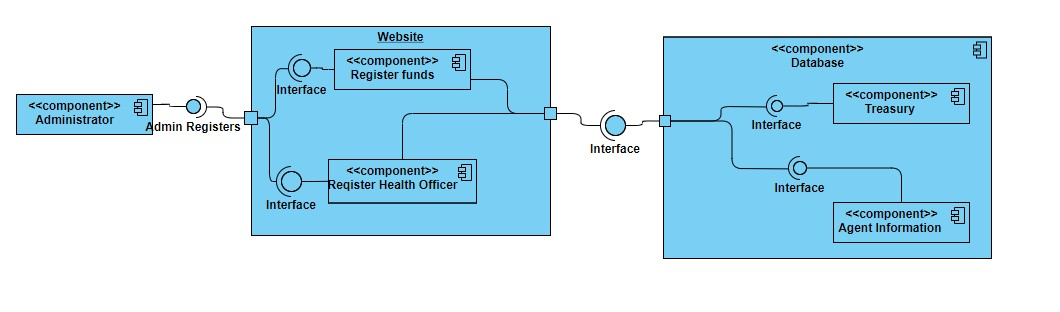 Website
<<component>>
Register funds
Interface
<<component>>
Administrator
Admin Registers
<<component>>
Register Health Officer
Interface
Interface
<<component>>
Database
<<component>>
Treasury
Interface
Interface
<<component>>
Agent Information